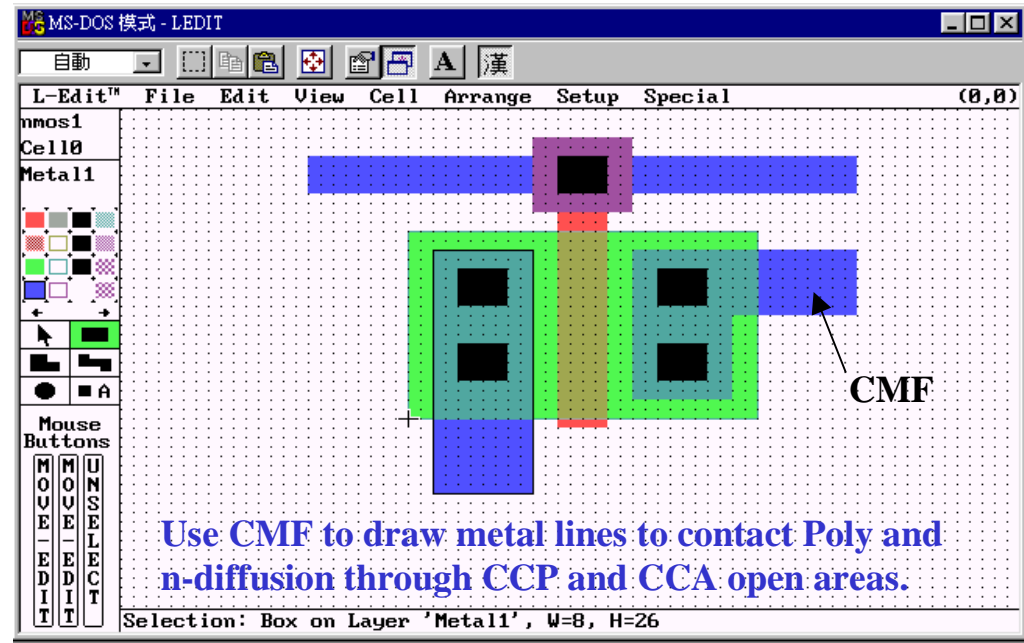 MS-DOS 模式 - LEDIT
自動
A 漢
L-Edit™ File Edit View Cell Arrange Setup Special (0,0)
nmos1
Cell0
Metal1
A
CMF
Mouse
Buttons
MOVE-EDIT
MOVE-EDIT
UNSELECT
Use CMF to draw metal lines to contact Poly and
n-diffusion through CCP and CCA open areas.
Selection: Box on Layer 'Metal1', W=8, H=26